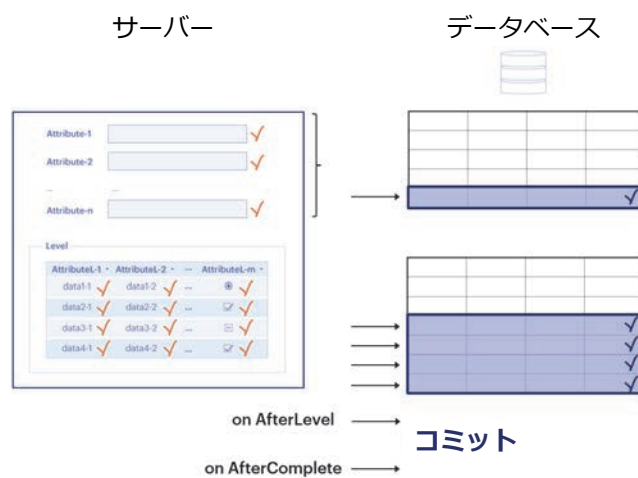 サーバー
データベース
Attribute-1
Attribute-2
... ...
Attribute-n
Level
AttributeL-1 AttributeL-2 ... AttributeL-m
data1-1 data1-2 ...
data2-1 data2-2 ...
data3-1 data3-2 ...
data4-1 data4-2 ...
on AfterLevel
コミット
on AfterComplete